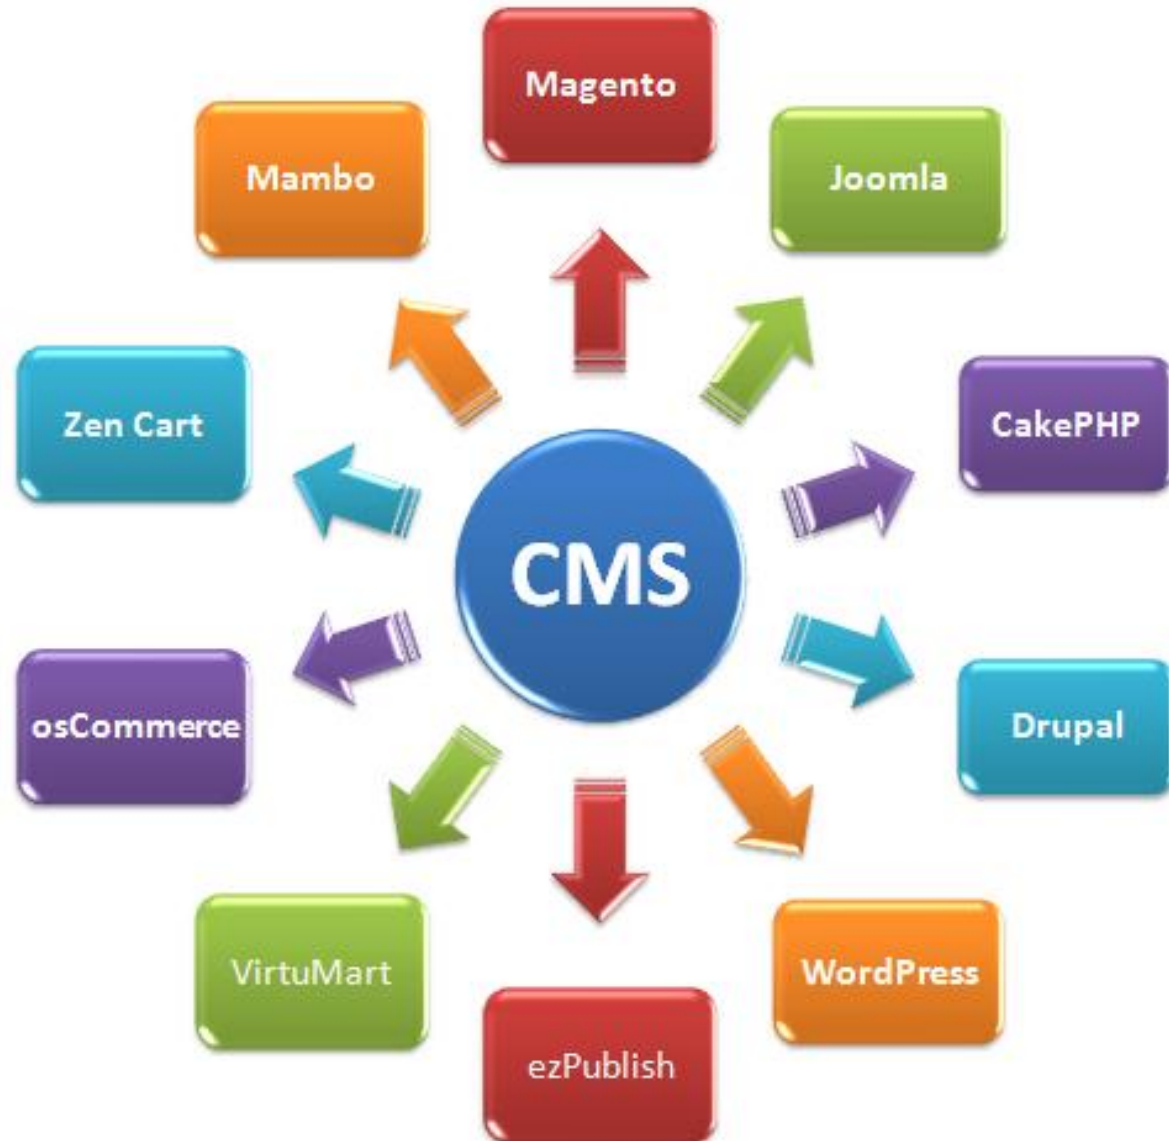 Magento
Mambo
Joomla
Zen Cart
CakePHP
CMS
osCommerce
Drupal
VirtuMart
WordPress
ezPublish